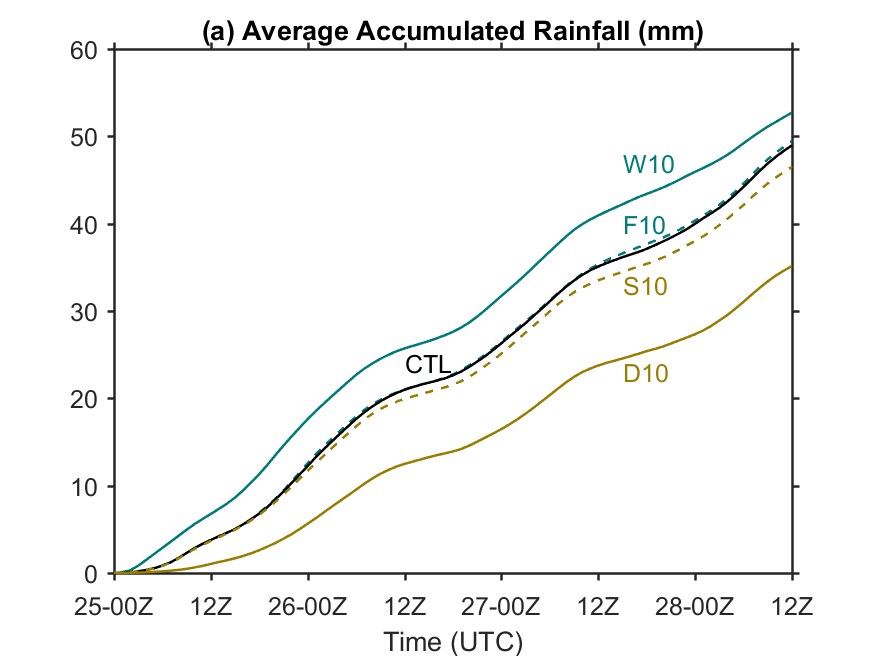 (a) Average Accumulated Rainfall (mm)
60
50
40
30
20
10
0
W10
F10
S10
CTL
D10
25-00Z 12Z 26-00Z 12Z 27-00Z 12Z 28-00Z 12Z
Time (UTC)